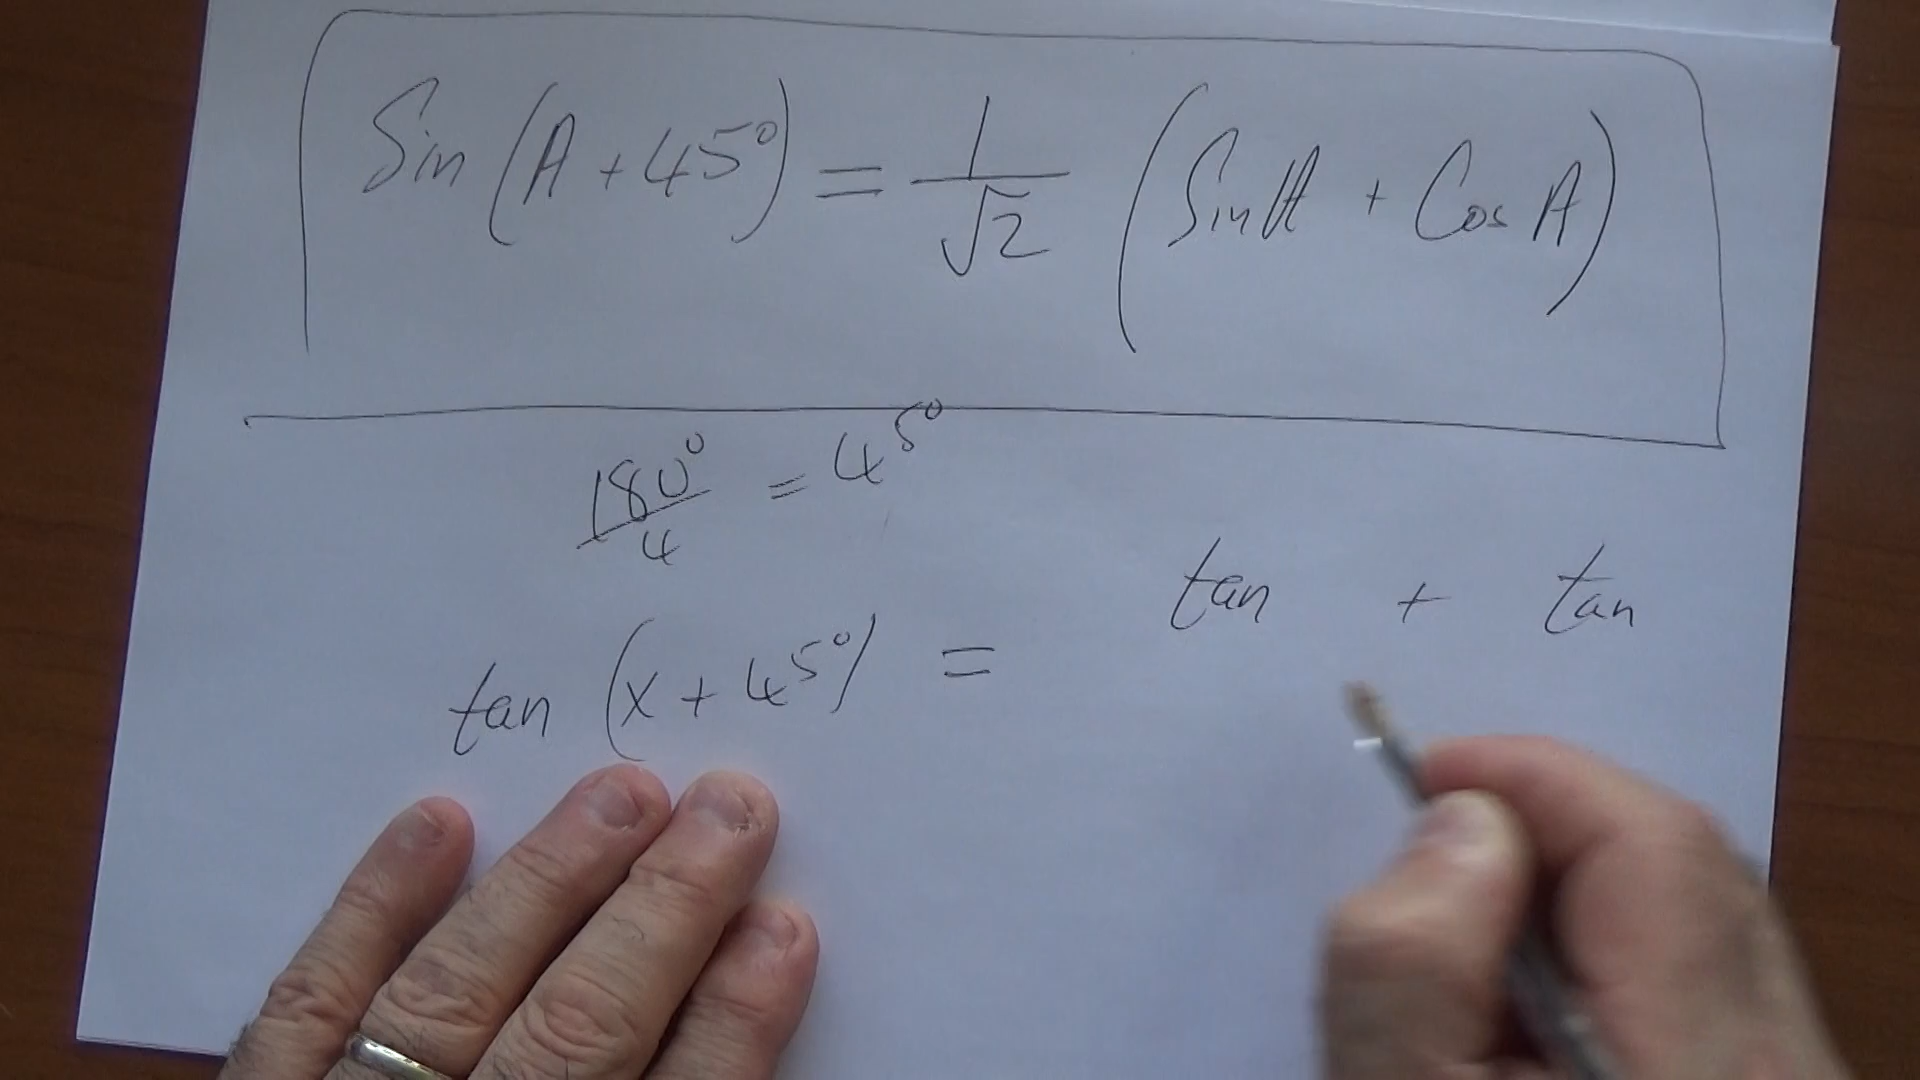 Sin (A + 45°) = 1/√2 (Sin A + Cos A)
180°/4 = 45°
tan (x + 45°) = tan + tan